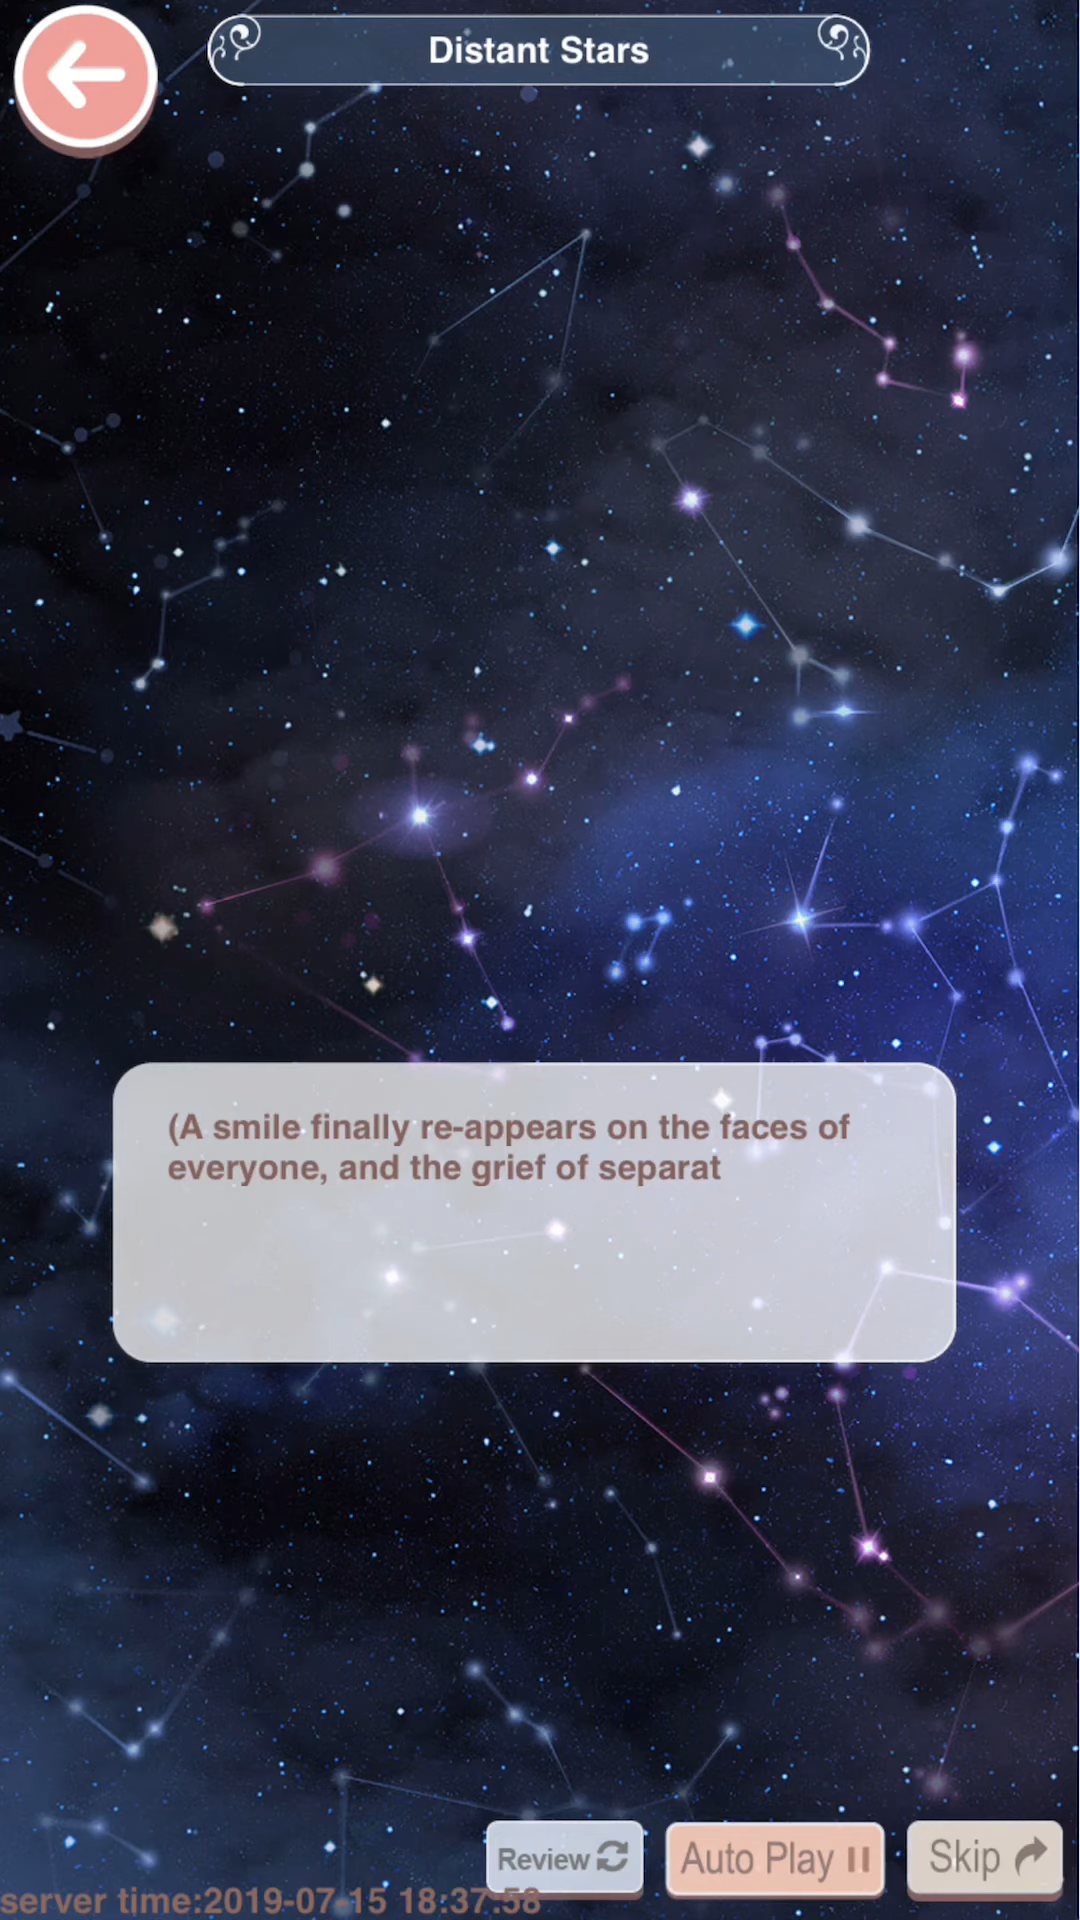 Distant Stars
(A smile finally re-appears on the faces of
everyone, and the grief of separat
Review
Auto Play
Skip
server time:2019-07-15 18:37:58